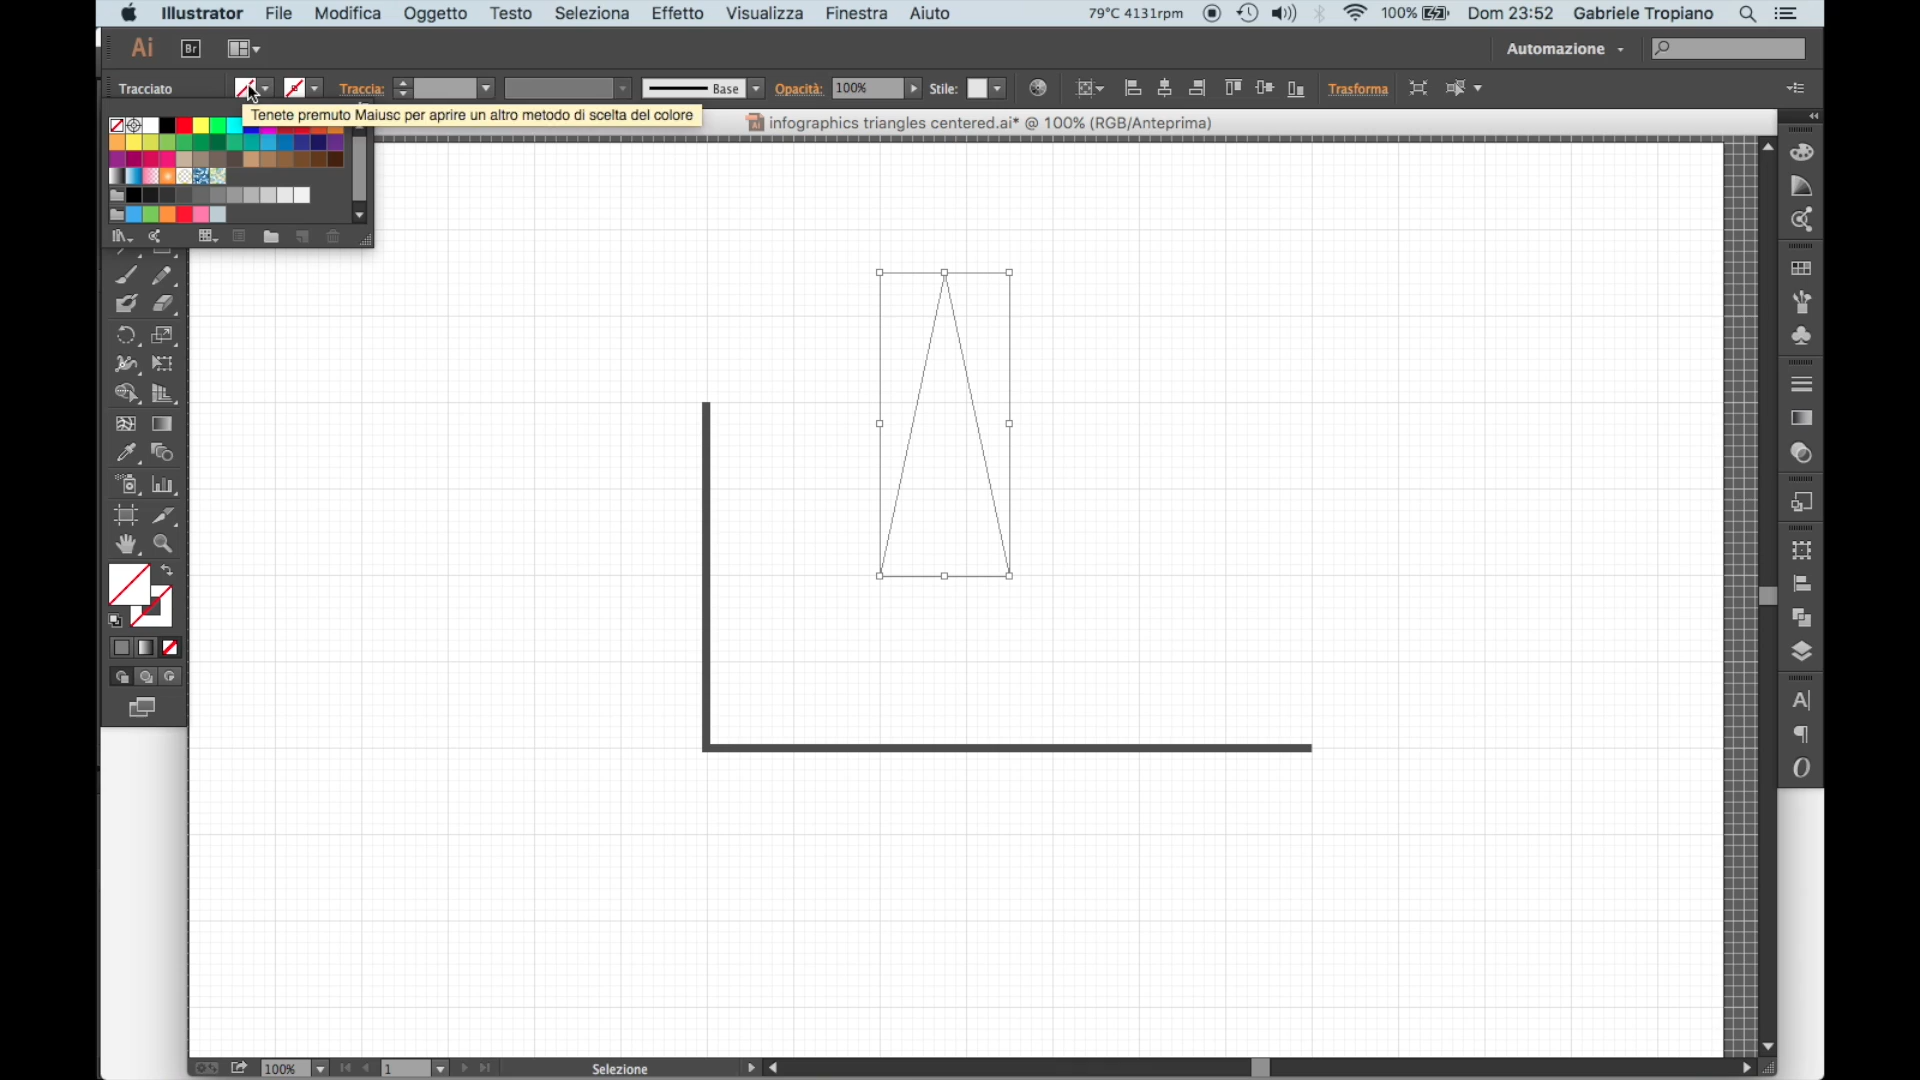 Illustrator File Modifica Oggetto Testo Seleziona Effetto Visualizza Finestra Aiuto 79°C 4131rpm 100% Dom 23:52 Gabriele Tropiano
Ai Br Automazione
Tracciato Traccia: Base Opacità: 100% Stile: Trasforma
Tenete premuto Maiusc per aprire un altro metodo di scelta del colore
infographics triangles centered.ai* @ 100% (RGB/Anteprima)
100% 1 Selezione